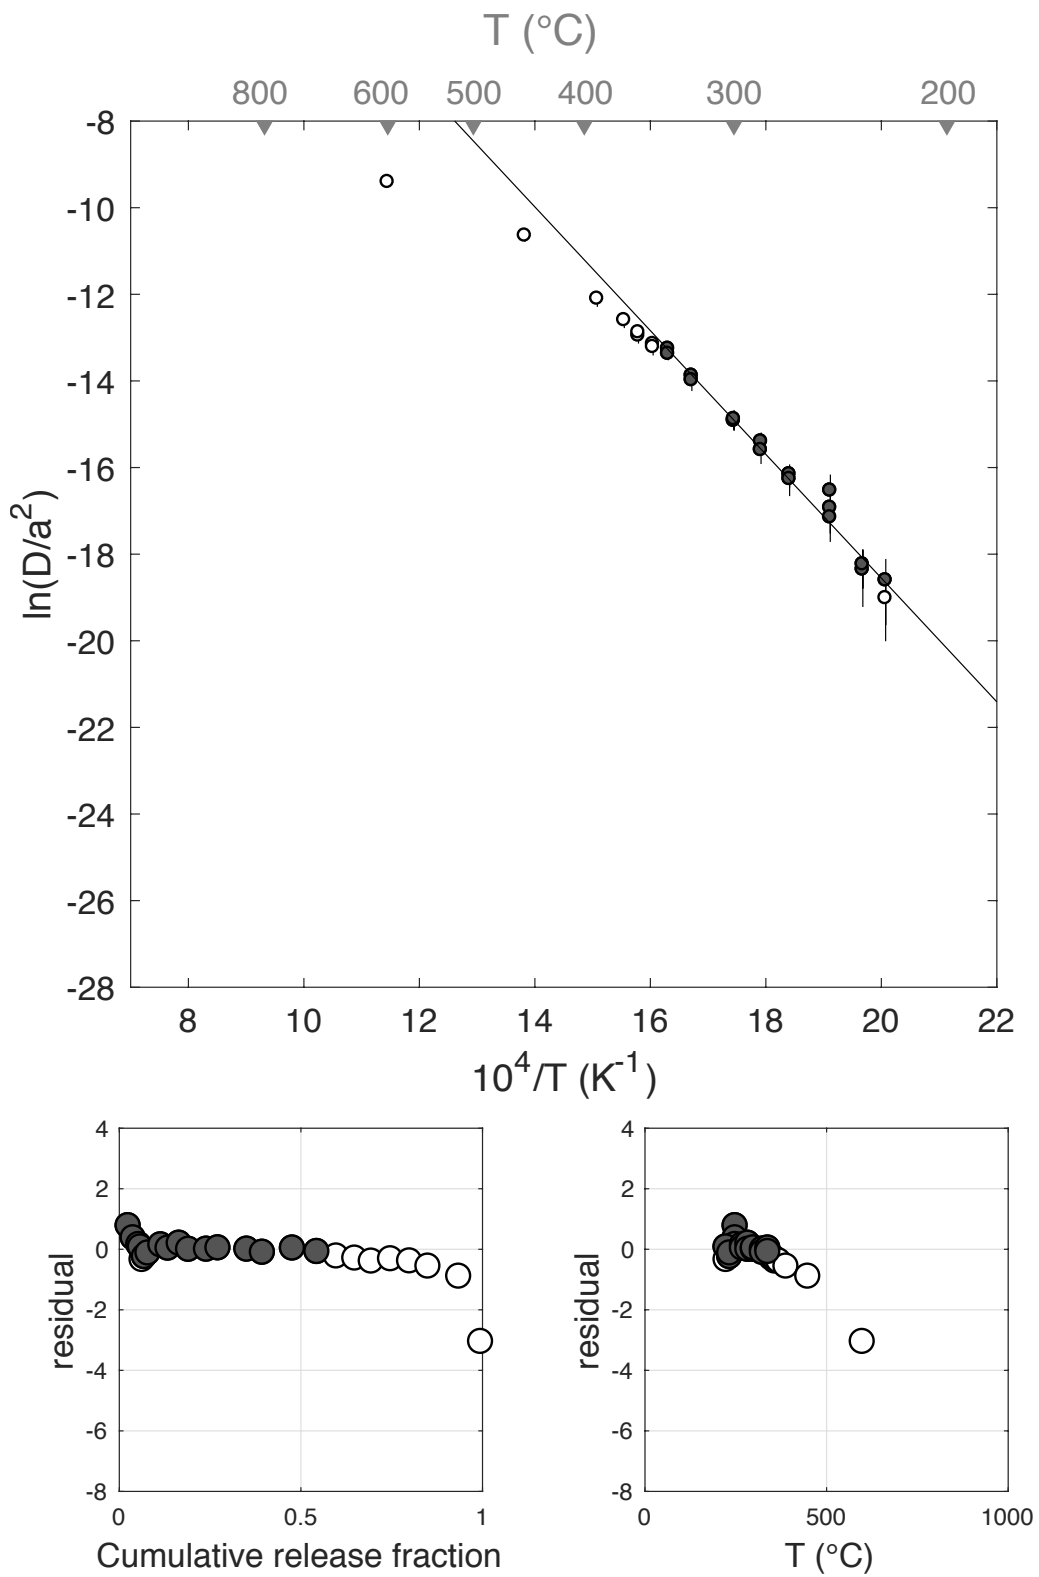 T (°C)
800 600 500 400 300 200
-8
-10
-12
-14
-16
-18
-20
-22
-24
-26
-28
ln(D/a²)
8 10 12 14 16 18 20 22
10⁴/T (K⁻¹)
4
2
0
-2
-4
-6
-8
residual
0 0.5 1
Cumulative release fraction
4
2
0
-2
-4
-6
-8
residual
0 500 1000
T (°C)